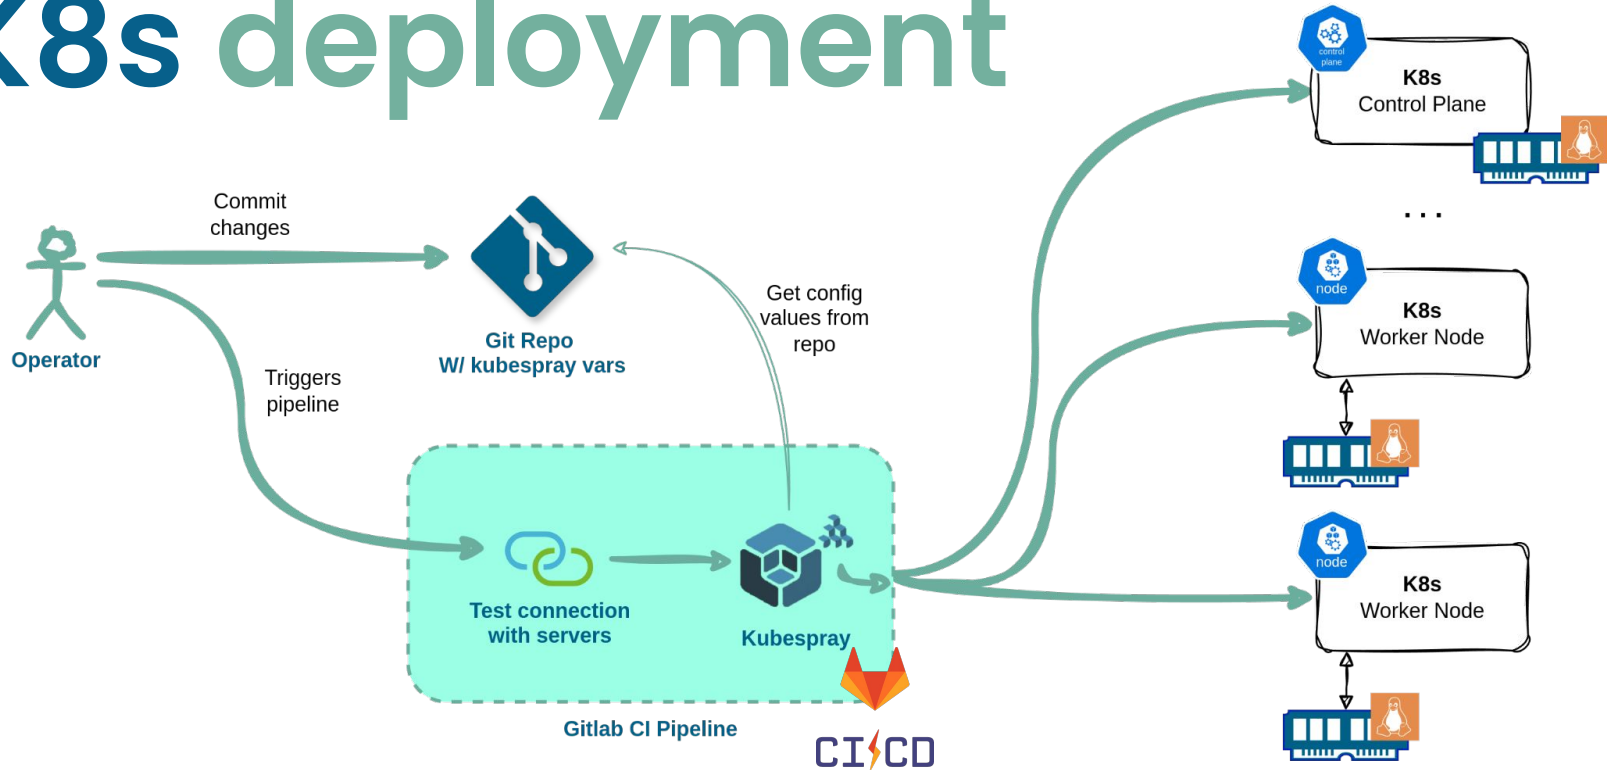 K8s deployment
control
plane
K8s
Control Plane
...
Commit
changes
Operator
Git Repo
W/ kubespray vars
Get config
values from
repo
Triggers
pipeline
node
K8s
Worker Node
Test connection
with servers
Kubespray
Gitlab CI Pipeline
CI CD
node
K8s
Worker Node